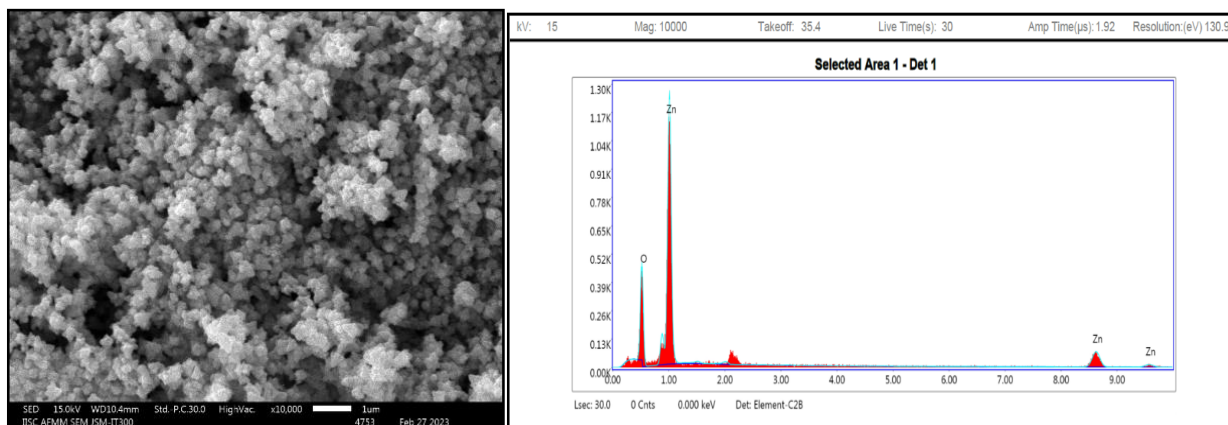 SED 15.0kV WD10.4mm Std.-P.C.30.0 HighVac. x10,000 1µm
IISC AFMM SEM JSM-IT300 4753 Feb 27 2023
kV: 15 Mag: 10000 Takeoff: 35.4 Live Time(s): 30 Amp Time(µs): 1.92 Resolution:(eV) 130.9
Selected Area 1 - Det 1
1.30K
1.17K
1.04K
0.91K
0.78K
0.65K
0.52K
0.39K
0.26K
0.13K
0.00K
Zn
O
Zn
Zn
0.00 1.00 2.00 3.00 4.00 5.00 6.00 7.00 8.00 9.00
Lsec: 30.0 0 Cnts 0.000 keV Det: Element-C2B